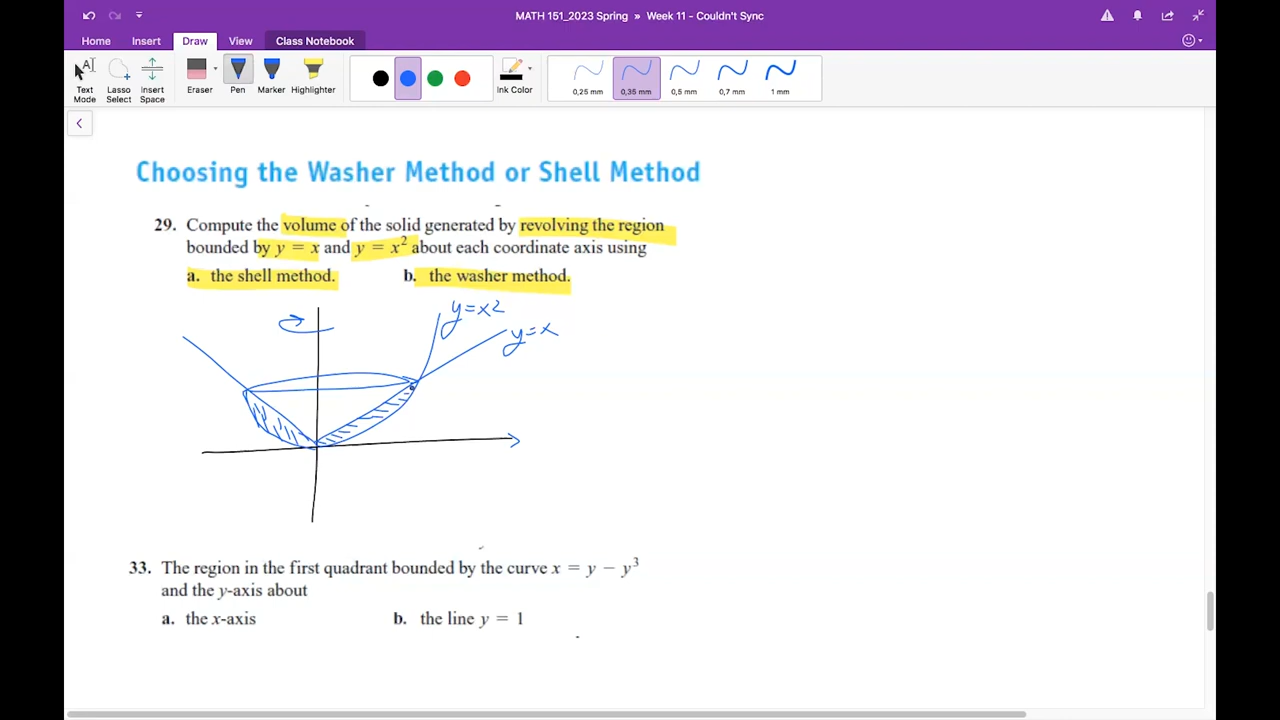 MATH 151_2023 Spring » Week 11 - Couldn't Sync
Home Insert Draw View Class Notebook
Text Mode
Lasso Select
Insert Space
Eraser
Pen
Marker
Highlighter
Ink Color
0,25 mm
0,35 mm
0,5 mm
0,7 mm
1 mm
Choosing the Washer Method or Shell Method
29. Compute the volume of the solid generated by revolving the region
bounded by y = x and y = x² about each coordinate axis using
a. the shell method. b. the washer method.
y=x2
y=x
33. The region in the first quadrant bounded by the curve x = y − y³
and the y-axis about
a. the x-axis b. the line y = 1